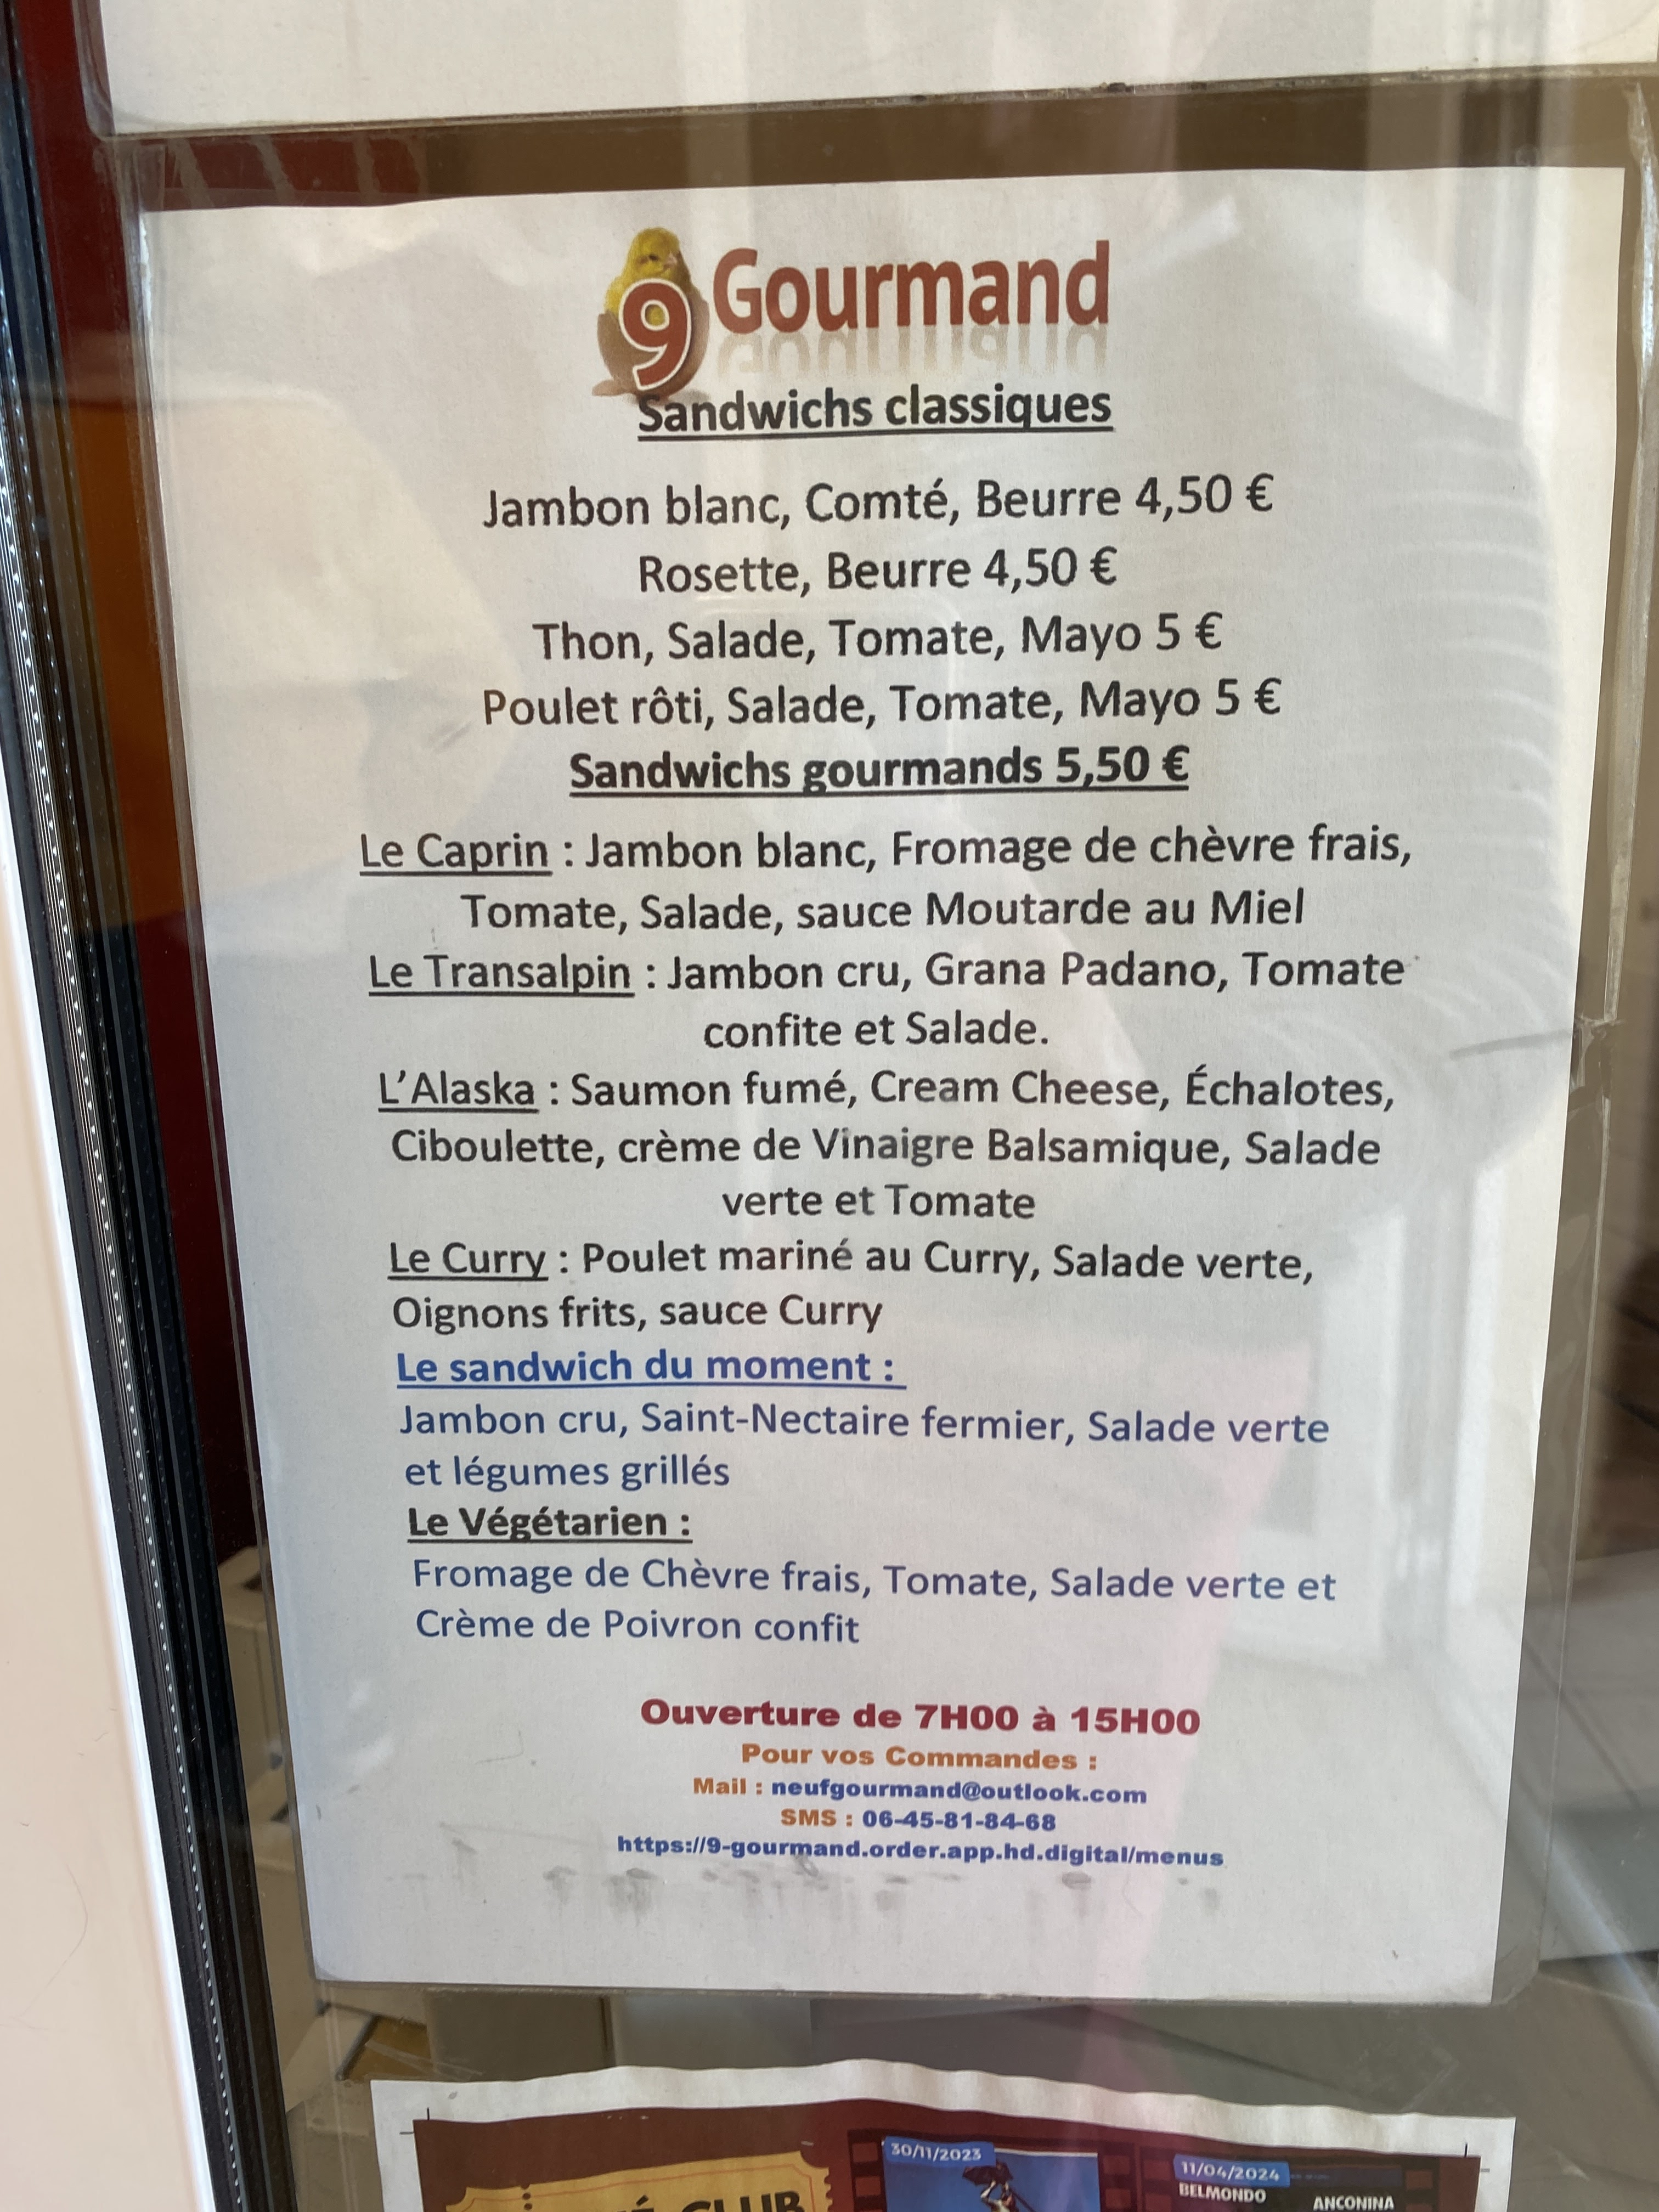 9 Gourmand
Sandwichs classiques
Jambon blanc, Comté, Beurre 4,50 €
Rosette, Beurre 4,50 €
Thon, Salade, Tomate, Mayo 5 €
Poulet rôti, Salade, Tomate, Mayo 5 €
Sandwichs gourmands 5,50 €
Le Caprin : Jambon blanc, Fromage de chèvre frais,
Tomate, Salade, sauce Moutarde au Miel
Le Transalpin : Jambon cru, Grana Padano, Tomate
confite et Salade.
L'Alaska : Saumon fumé, Cream Cheese, Échalotes,
Ciboulette, crème de Vinaigre Balsamique, Salade
verte et Tomate
Le Curry : Poulet mariné au Curry, Salade verte,
Oignons frits, sauce Curry
Le sandwich du moment :
Jambon cru, Saint-Nectaire fermier, Salade verte
et légumes grillés
Le Végétarien :
Fromage de Chèvre frais, Tomate, Salade verte et
Crème de Poivron confit
Ouverture de 7H00 à 15H00
Pour vos Commandes :
Mail : neufgourmand@outlook.com
SMS : 06-45-81-84-68
https://9-gourmand.order.app.hd.digital/menus
30/11/2023
11/04/2024
BELMONDO
ANCONINA
CLUB